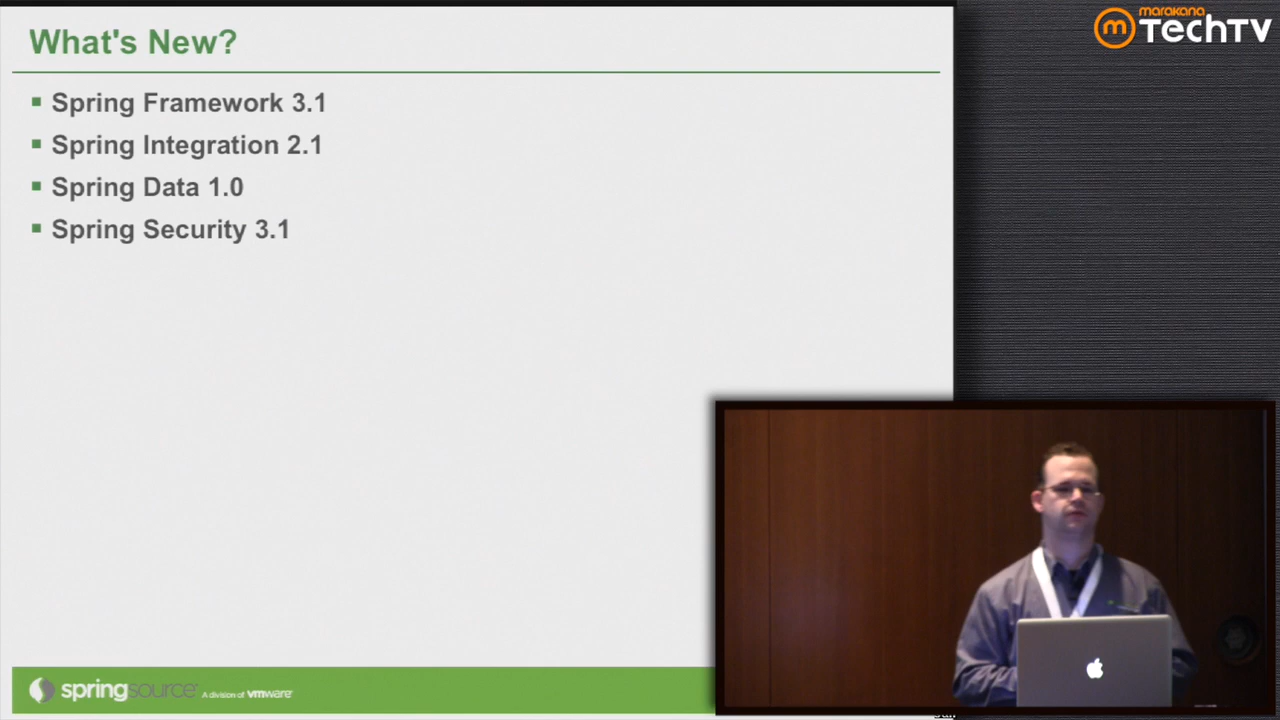 What's New?
marakana
TechTV
Spring Framework 3.1
Spring Integration 2.1
Spring Data 1.0
Spring Security 3.1
springsource A division of vmware